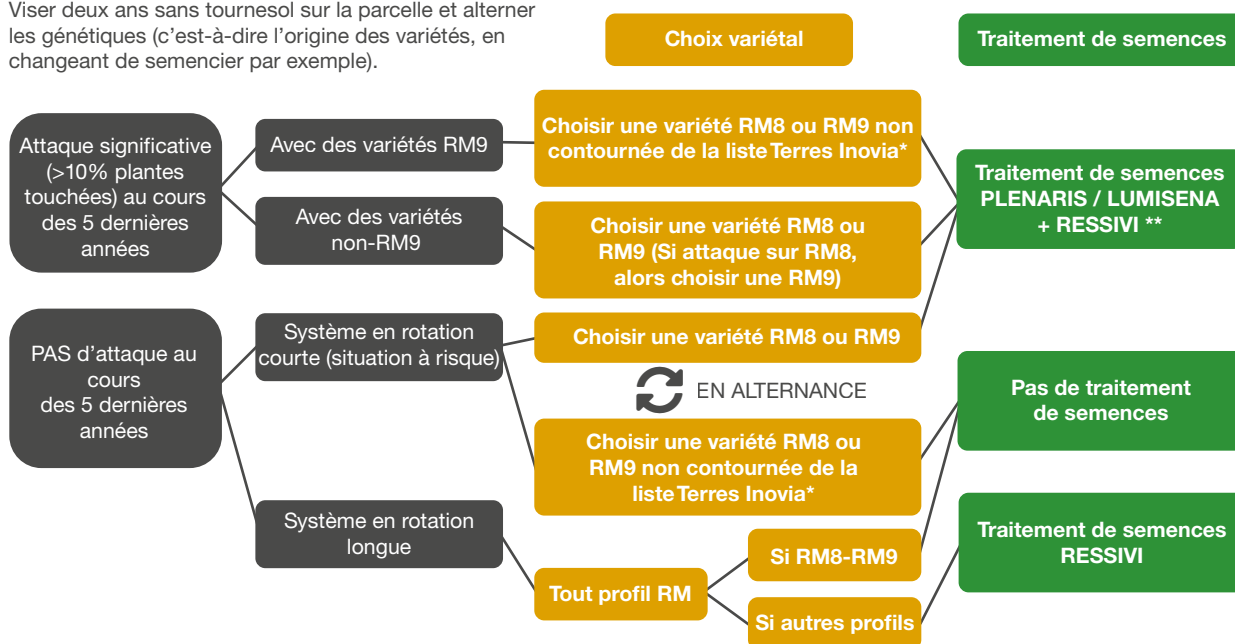 Viser deux ans sans tournesol sur la parcelle et alterner
les génétiques (c'est-à-dire l'origine des variétés, en
changeant de semencier par exemple).
Choix variétal
Traitement de semences
Attaque significative
(>10% plantes
touchées) au cours
des 5 dernières
années
Avec des variétés RM9
Choisir une variété RM8 ou RM9 non
contournée de la liste Terres Inovia*
Avec des variétés
non-RM9
Choisir une variété RM8 ou
RM9 (Si attaque sur RM8,
alors choisir une RM9)
Traitement de semences
PLENARIS / LUMISENA
+ RESSIVI **
PAS d'attaque au
cours
des 5 dernières
années
Système en rotation
courte (situation à risque)
Choisir une variété RM8 ou RM9
EN ALTERNANCE
Choisir une variété RM8 ou
RM9 non contournée de la
liste Terres Inovia*
Pas de traitement
de semences
Système en rotation
longue
Tout profil RM
Si RM8-RM9
Si autres profils
Traitement de semences
RESSIVI